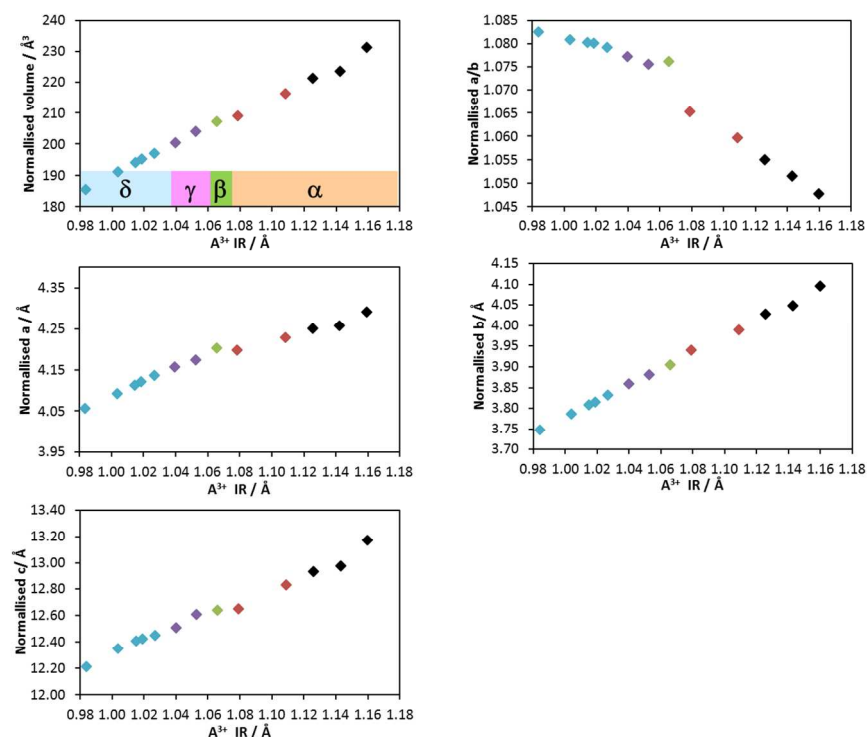 Normallised volume / Å³
240
230
220
210
200
190
180
δ
γ
β
α
0.98 1.00 1.02 1.04 1.06 1.08 1.10 1.12 1.14 1.16 1.18
A³⁺ IR / Å
Normallised a/b
1.085
1.080
1.075
1.070
1.065
1.060
1.055
1.050
1.045
0.98 1.00 1.02 1.04 1.06 1.08 1.10 1.12 1.14 1.16 1.18
A³⁺ IR / Å
Normallised a / Å
4.35
4.25
4.15
4.05
3.95
0.98 1.00 1.02 1.04 1.06 1.08 1.10 1.12 1.14 1.16 1.18
A³⁺ IR / Å
Normallised b/ Å
4.15
4.10
4.05
4.00
3.95
3.90
3.85
3.80
3.75
3.70
0.98 1.00 1.02 1.04 1.06 1.08 1.10 1.12 1.14 1.16 1.18
A³⁺ IR / Å
Normallised c/ Å
13.40
13.20
13.00
12.80
12.60
12.40
12.20
12.00
0.98 1.00 1.02 1.04 1.06 1.08 1.10 1.12 1.14 1.16 1.18
A³⁺ IR / Å